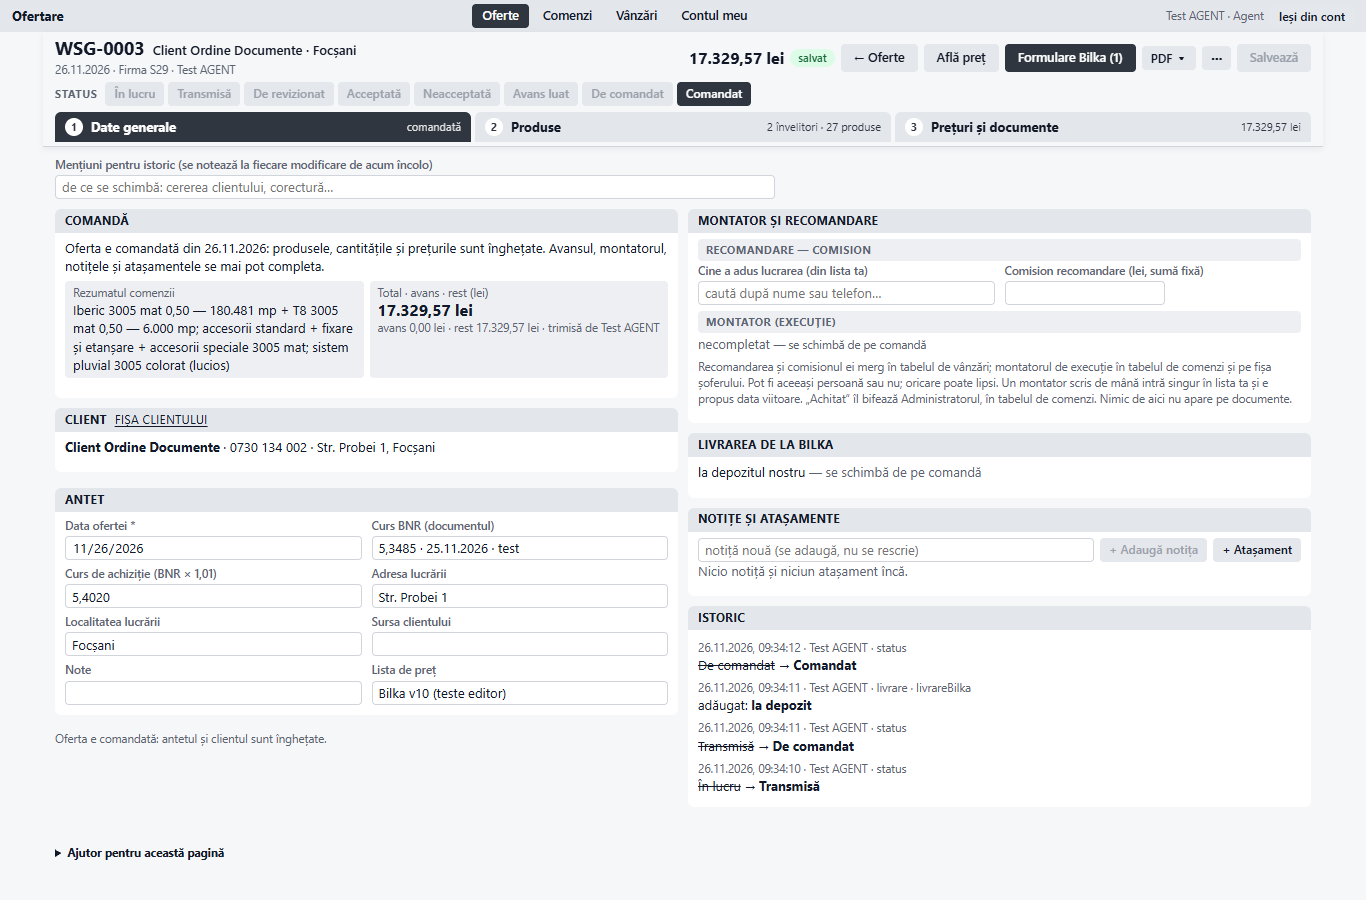 Ofertare
Oferte
Comenzi
Vânzări
Contul meu
Test AGENT · Agent
Ieși din cont
WSG-0003 Client Ordine Documente · Focșani
26.11.2026 · Firma S29 · Test AGENT
17.329,57 lei
salvat
← Oferte
Află preț
Formulare Bilka (1)
PDF ▾
...
Salvează
STATUS
În lucru
Transmisă
De revizionat
Acceptată
Neacceptată
Avans luat
De comandat
Comandat
1 Date generale
comandată
2 Produse
2 învelitori · 27 produse
3 Prețuri și documente
17.329,57 lei
Mențiuni pentru istoric (se notează la fiecare modificare de acum încolo)
de ce se schimbă: cererea clientului, corectură...
COMANDĂ
Oferta e comandată din 26.11.2026: produsele, cantitățile și prețurile sunt înghețate. Avansul, montatorul,
notițele și atașamentele se mai pot completa.
Rezumatul comenzii
Iberic 3005 mat 0,50 — 180.481 mp + T8 3005
mat 0,50 — 6.000 mp; accesorii standard + fixare
și etanșare + accesorii speciale 3005 mat; sistem
pluvial 3005 colorat (lucios)
Total · avans · rest (lei)
17.329,57 lei
avans 0,00 lei · rest 17.329,57 lei · trimisă de Test AGENT
CLIENT FIȘA CLIENTULUI
Client Ordine Documente · 0730 134 002 · Str. Probei 1, Focșani
ANTET
Data ofertei *
Curs BNR (documentul)
11/26/2026
5,3485 · 25.11.2026 · test
Curs de achiziție (BNR × 1,01)
Adresa lucrării
5,4020
Str. Probei 1
Localitatea lucrării
Sursa clientului
Focșani
Note
Lista de preț
Bilka v10 (teste editor)
Oferta e comandată: antetul și clientul sunt înghețate.
MONTATOR ȘI RECOMANDARE
RECOMANDARE — COMISION
Cine a adus lucrarea (din lista ta)
Comision recomandare (lei, sumă fixă)
caută după nume sau telefon...
MONTATOR (EXECUȚIE)
necompletat — se schimbă de pe comandă
Recomandarea și comisionul ei merg în tabelul de vânzări; montatorul de execuție în tabelul de comenzi și pe fișa
șoferului. Pot fi aceeași persoană sau nu; oricare poate lipsi. Un montator scris de mână intră singur în lista ta și e
propus data viitoare. „Achitat" îl bifează Administratorul, în tabelul de comenzi. Nimic de aici nu apare pe documente.
LIVRAREA DE LA BILKA
la depozitul nostru — se schimbă de pe comandă
NOTIȚE ȘI ATAȘAMENTE
notiță nouă (se adaugă, nu se rescrie)
+ Adaugă notița
+ Atașament
Nicio notiță și niciun atașament încă.
ISTORIC
26.11.2026, 09:34:12 · Test AGENT · status
De comandat → Comandat
26.11.2026, 09:34:11 · Test AGENT · livrare · livrareBilka
adăugat: la depozit
26.11.2026, 09:34:11 · Test AGENT · status
Transmisă → De comandat
26.11.2026, 09:34:10 · Test AGENT · status
În lucru → Transmisă
▶ Ajutor pentru această pagină